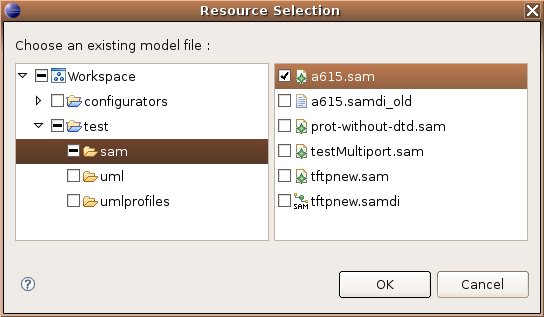 Resource Selection
Choose an existing model file :
Workspace
configurators
test
sam
uml
umlprofiles
a615.sam
a615.samdi_old
prot-without-dtd.sam
testMultiport.sam
tftpnew.sam
SAM tftpnew.samdi
?
OK
Cancel